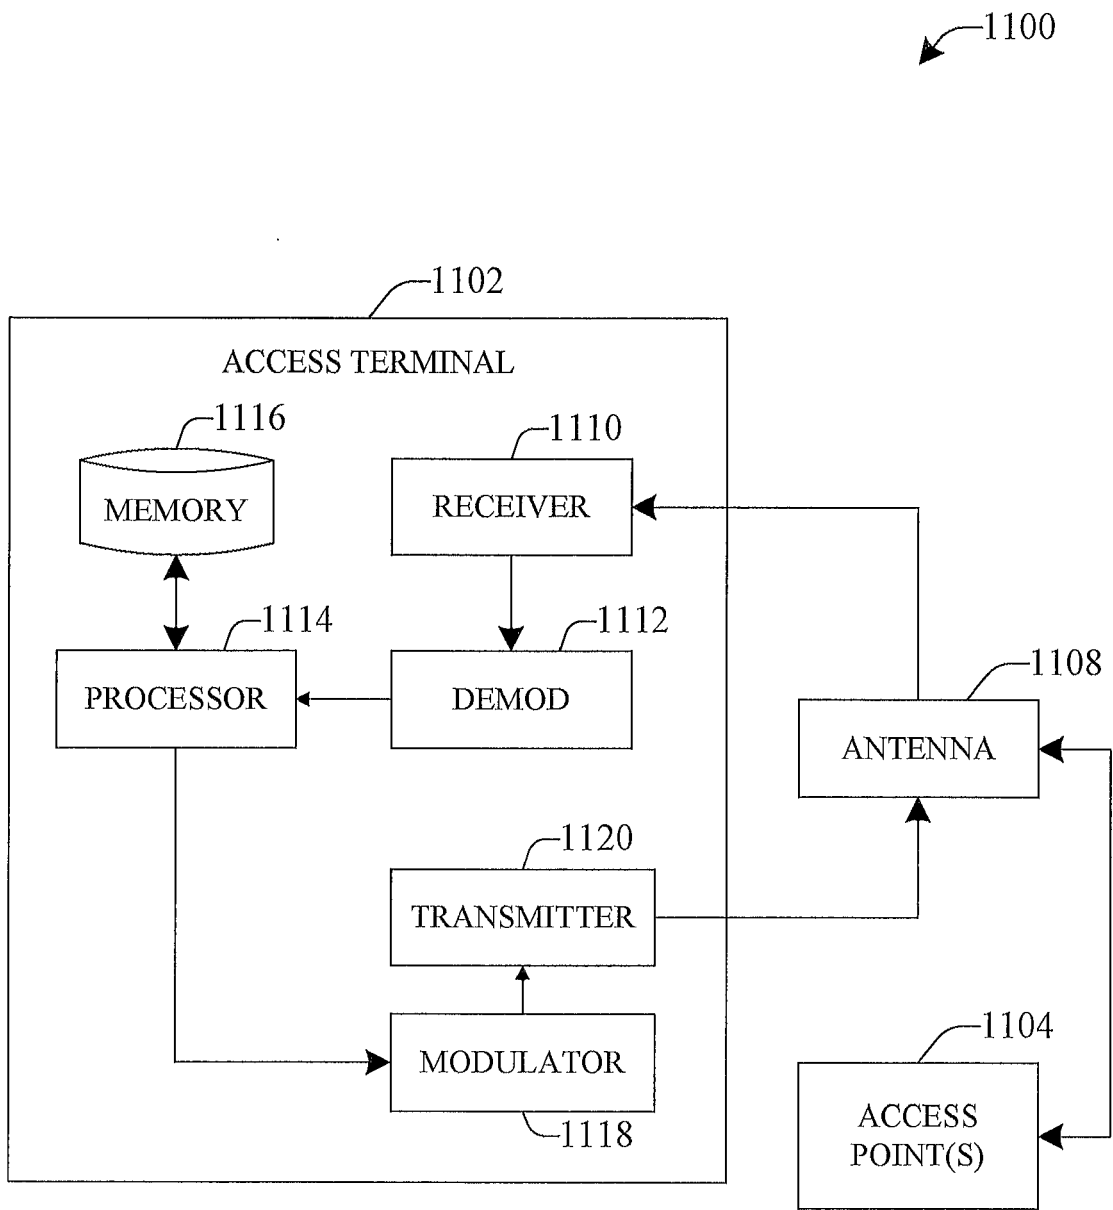 1100
1102
ACCESS TERMINAL
1116
1110
MEMORY
RECEIVER
1114
1112
PROCESSOR
DEMOD
1108
ANTENNA
1120
TRANSMITTER
1104
MODULATOR
1118
ACCESS
POINT(S)